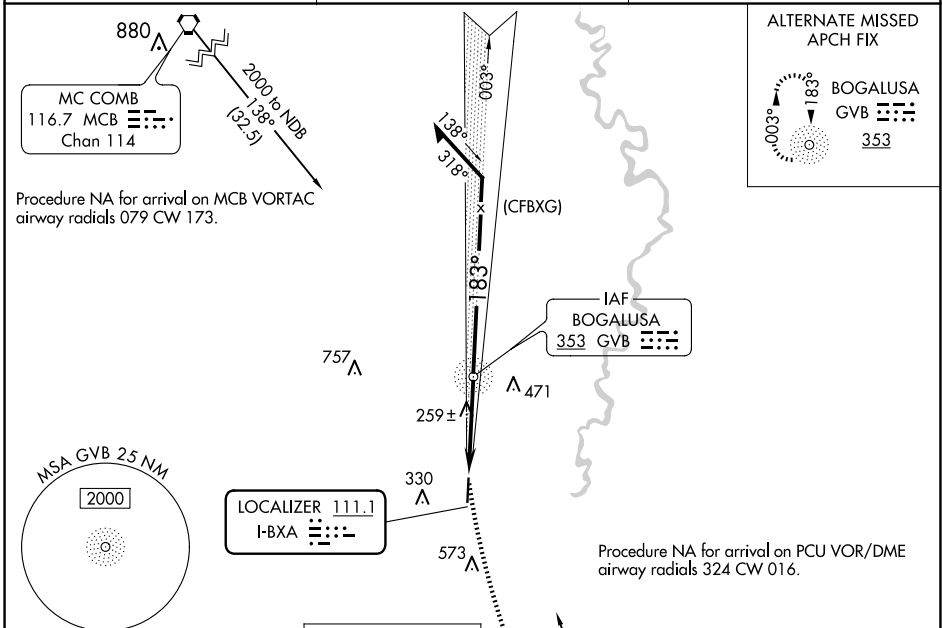 880
MC COMB
116.7 MCB
Chan 114
2000 to NDB
138°
(32.5)
Procedure NA for arrival on MCB VORTAC
airway radials 079 CW 173.
003°
138°
318°
(CFBXG)
183°
ALTERNATE MISSED
APCH FIX
003°
183°
BOGALUSA
GVB
353
IAF
BOGALUSA
353 GVB
757
471
259±
MSA GVB 25 NM
2000
330
LOCALIZER 111.1
I-BXA
573
Procedure NA for arrival on PCU VOR/DME
airway radials 324 CW 016.